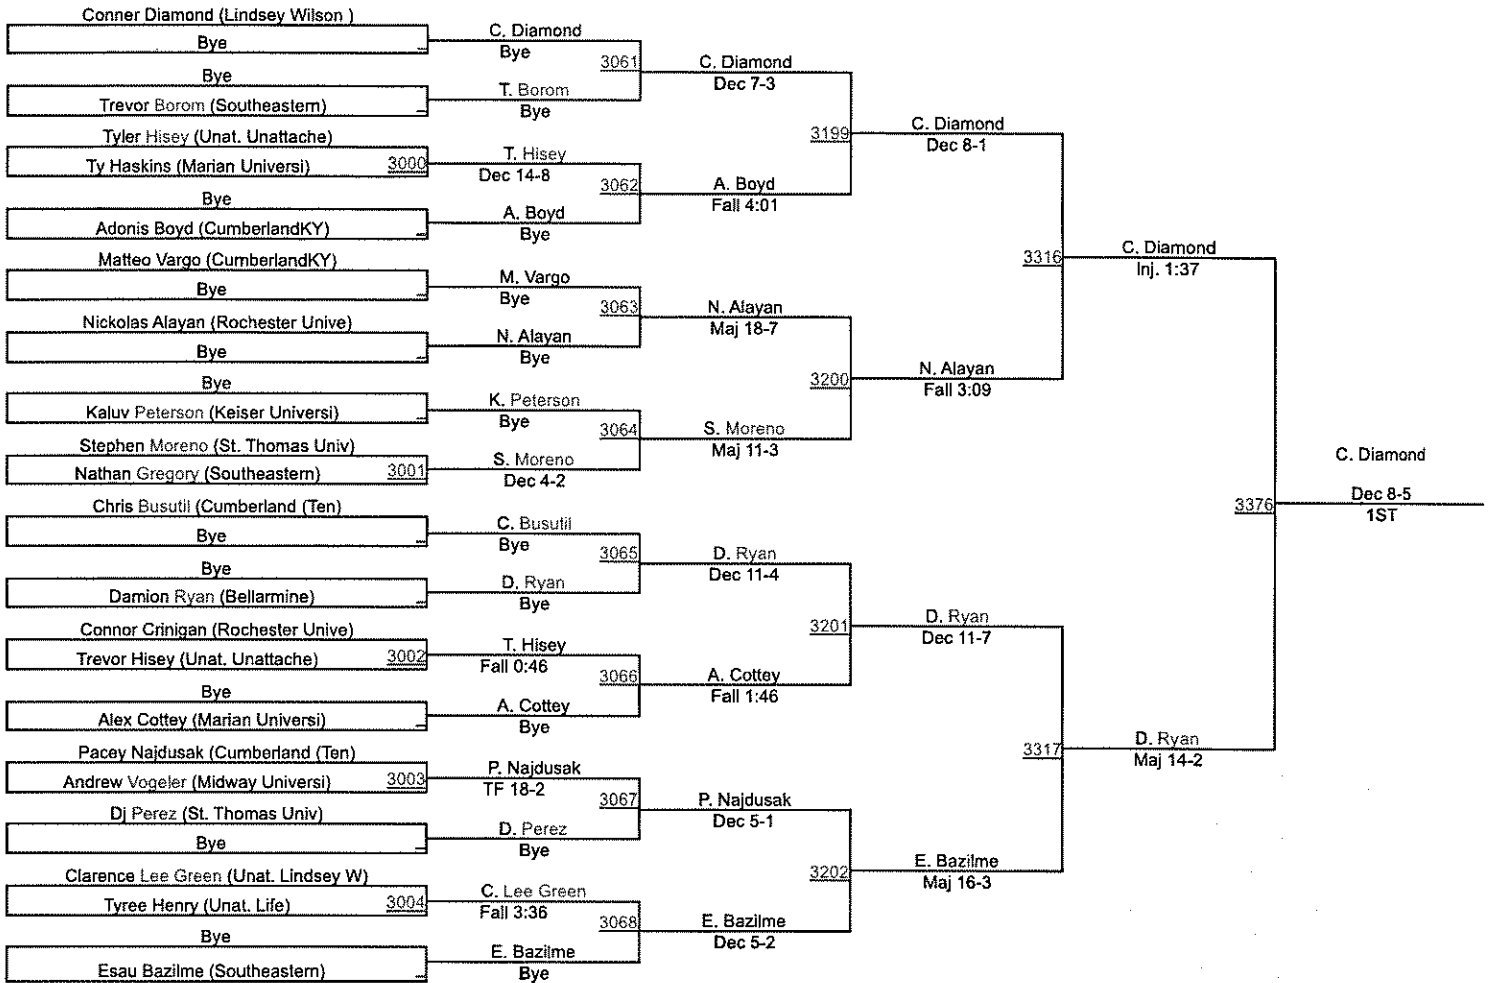 Conner Diamond (Lindsey Wilson )
Bye
Bye
Trevor Borom (Southeastern)
Tyler Hisey (Unat. Unattache)
Ty Haskins (Marian Universi) 3000
Bye
Adonis Boyd (CumberlandKY)
Matteo Vargo (CumberlandKY)
Bye
Nickolas Alayan (Rochester Unive)
Bye
Bye
Kaluv Peterson (Keiser Universi)
Stephen Moreno (St. Thomas Univ)
Nathan Gregory (Southeastern) 3001
Chris Busutil (Cumberland (Ten)
Bye
Bye
Damion Ryan (Bellarmine)
Connor Crinigan (Rochester Unive)
Trevor Hisey (Unat. Unattache) 3002
Bye
Alex Cottey (Marian Universi)
Pacey Najdusak (Cumberland (Ten)
Andrew Vogeler (Midway Universi) 3003
Dj Perez (St. Thomas Univ)
Bye
Clarence Lee Green (Unat. Lindsey W)
Tyree Henry (Unat. Life) 3004
Bye
Esau Bazilme (Southeastern)
C. Diamond
Bye
3061
T. Borom
Bye
T. Hisey
Dec 14-8
3062
A. Boyd
Bye
M. Vargo
Bye
3063
N. Alayan
Bye
K. Peterson
Bye
3064
S. Moreno
Dec 4-2
C. Busutil
Bye
3065
D. Ryan
Bye
T. Hisey
Fall 0:46
3066
A. Cottey
Bye
P. Najdusak
TF 18-2
3067
D. Perez
Bye
C. Lee Green
Fall 3:36
3068
E. Bazilme
Bye
C. Diamond
Dec 7-3
3199
A. Boyd
Fall 4:01
N. Alayan
Maj 18-7
3200
S. Moreno
Maj 11-3
D. Ryan
Dec 11-4
3201
A. Cottey
Fall 1:46
P. Najdusak
Dec 5-1
3202
E. Bazilme
Dec 5-2
C. Diamond
Dec 8-1
3316
N. Alayan
Fall 3:09
D. Ryan
Dec 11-7
3317
E. Bazilme
Maj 16-3
C. Diamond
Inj. 1:37
3376
D. Ryan
Maj 14-2
C. Diamond
Dec 8-5
1ST